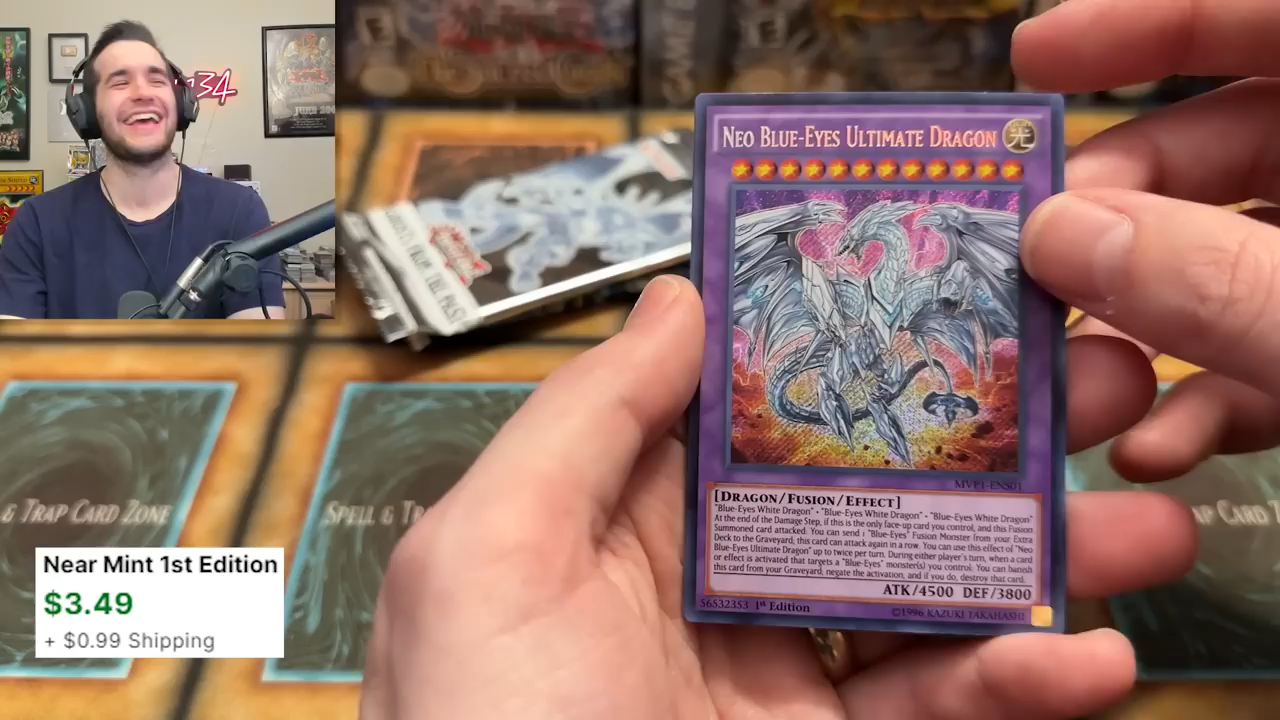 34
NEO BLUE-EYES ULTIMATE DRAGON 光
MVP1-ENS01
[DRAGON/FUSION/EFFECT]
"Blue-Eyes White Dragon" + "Blue-Eyes White Dragon" + "Blue-Eyes White Dragon"
At the end of the Damage Step, if this is the only face-up card you control, and this Fusion
Summoned card attacked: You can send 1 "Blue-Eyes" Fusion Monster from your Extra
Deck to the Graveyard; this card can attack again in a row. You can use this effect of "Neo
Blue-Eyes Ultimate Dragon" up to twice per turn. During either player's turn, when a card
or effect is activated that targets a "Blue-Eyes" monster(s) you control: You can banish
this card from your Graveyard; negate the activation, and if you do, destroy that card.
ATK/4500 DEF/3800
56532353 1st Edition ©1996 KAZUKI TAKAHASHI
& TRAP CARD ZONE
SPELL & TR
AP CARD
Near Mint 1st Edition
$3.49
+ $0.99 Shipping